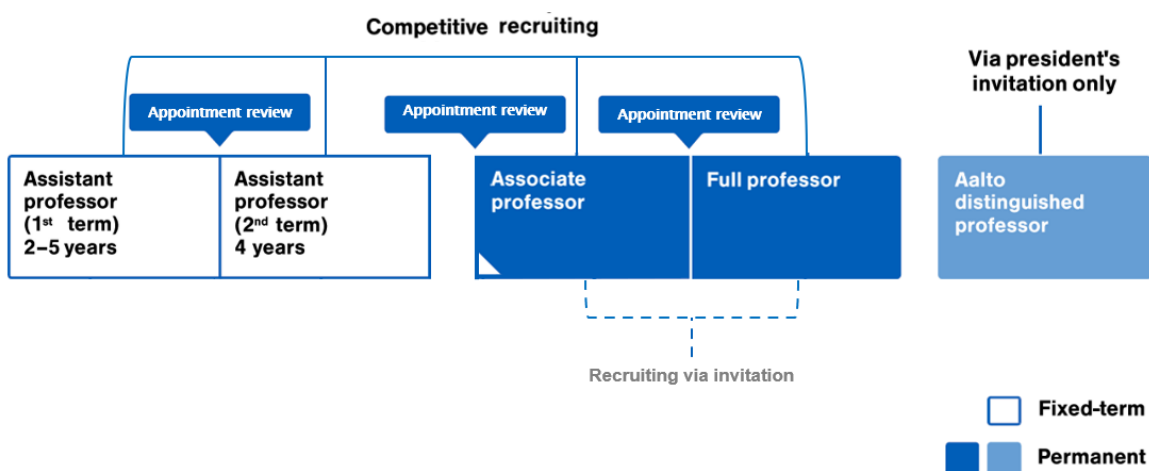 Competitive recruiting
Via president's
invitation only
Appointment review
Appointment review
Appointment review
Assistant
professor
(1st term)
2–5 years
Assistant
professor
(2nd term)
4 years
Associate
professor
Full professor
Aalto
distinguished
professor
Recruiting via invitation
Fixed-term
Permanent